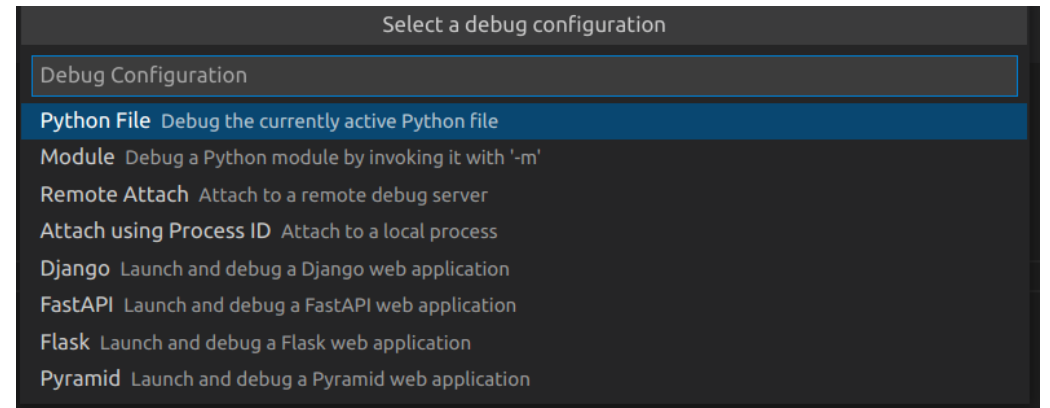 Select a debug configuration
Debug Configuration
Python File Debug the currently active Python file
Module Debug a Python module by invoking it with '-m'
Remote Attach Attach to a remote debug server
Attach using Process ID Attach to a local process
Django Launch and debug a Django web application
FastAPI Launch and debug a FastAPI web application
Flask Launch and debug a Flask web application
Pyramid Launch and debug a Pyramid web application